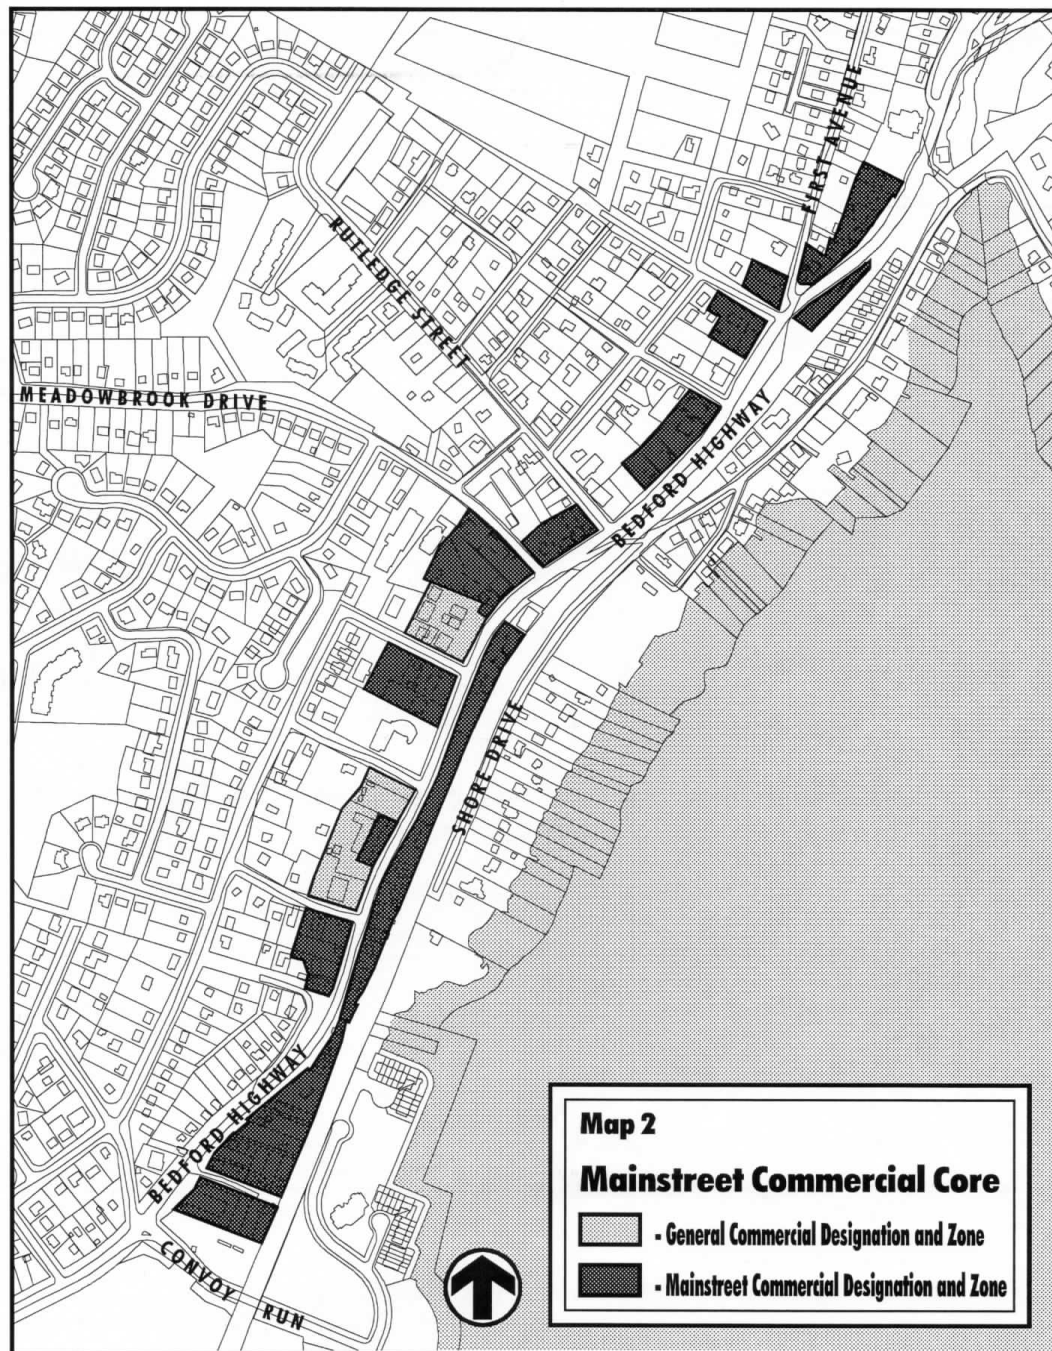 FIRST AVENUE
RUTLEDGE STREET
MEADOWBROOK DRIVE
BEDFORD HIGHWAY
SHORE DRIVE
BEDFORD HIGHWAY
CONVOY RUN
Map 2
Mainstreet Commercial Core
- General Commercial Designation and Zone
- Mainstreet Commercial Designation and Zone